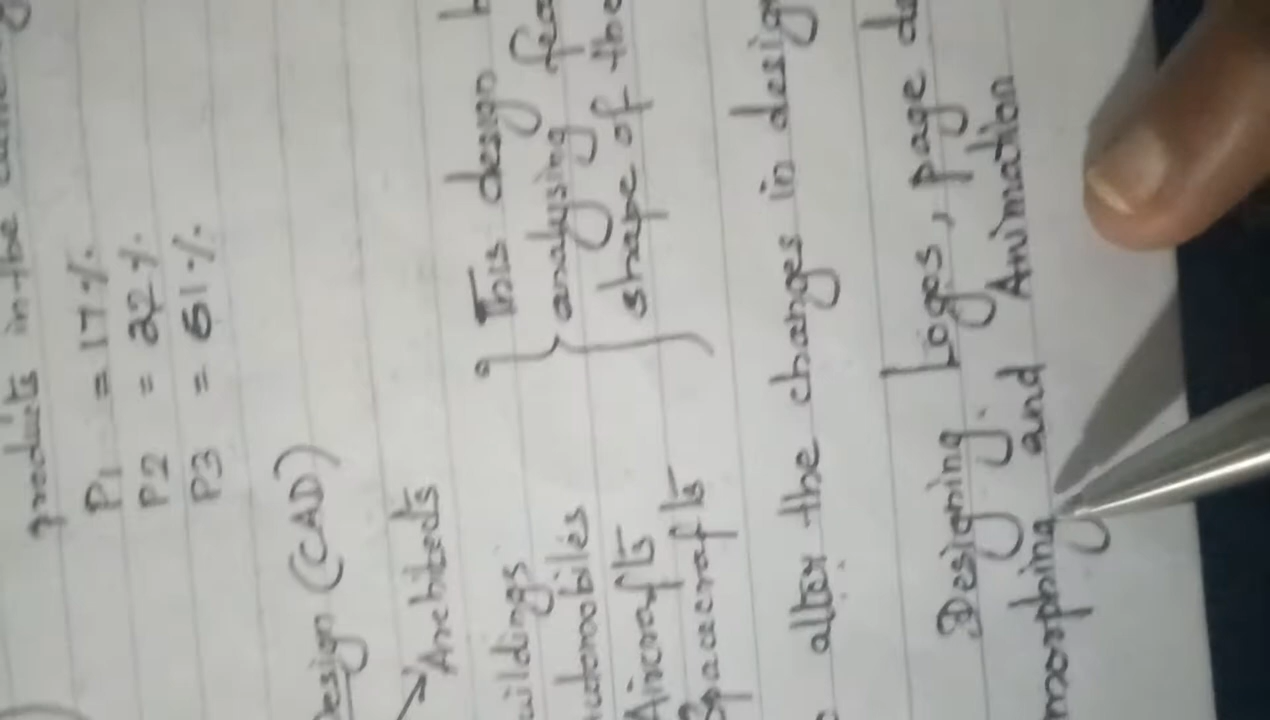 products in the
P1 = 17%
P2 = 22%
P3 = 61%
Design (CAD)
→ Architects
This design
analysing
shape of the
buildings
automobiles
Aircrafts
Spacecrafts
alter the changes in design
Designing. Logos, page
morphing and Animation